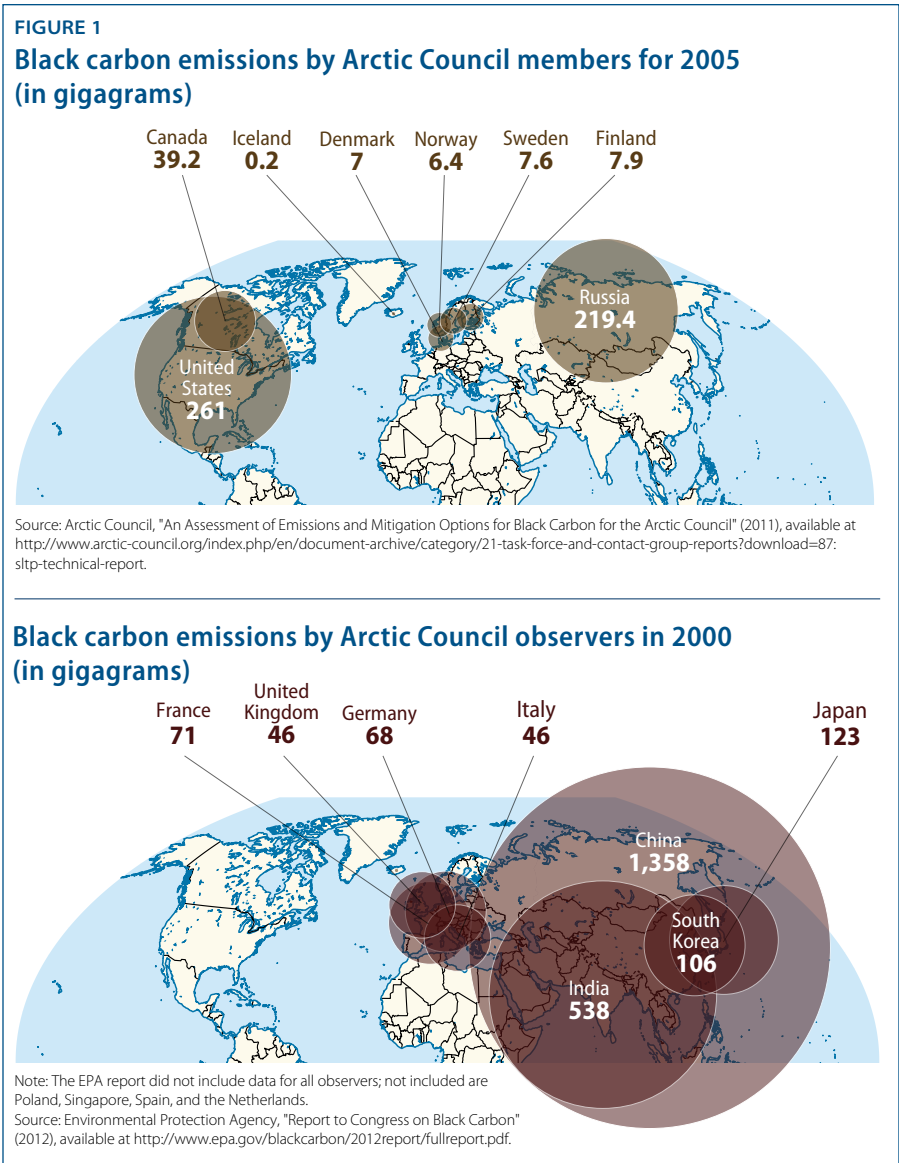 FIGURE 1
Black carbon emissions by Arctic Council members for 2005
(in gigagrams)
Canada
39.2
Iceland
0.2
Denmark
7
Norway
6.4
Sweden
7.6
Finland
7.9
Russia
219.4
United
States
261
Source: Arctic Council, "An Assessment of Emissions and Mitigation Options for Black Carbon for the Arctic Council" (2011), available at
http://www.arctic-council.org/index.php/en/document-archive/category/21-task-force-and-contact-group-reports?download=87:
sltp-technical-report.
Black carbon emissions by Arctic Council observers in 2000
(in gigagrams)
France
71
United
Kingdom
46
Germany
68
Italy
46
Japan
123
China
1,358
South
Korea
106
India
538
Note: The EPA report did not include data for all observers; not included are
Poland, Singapore, Spain, and the Netherlands.
Source: Environmental Protection Agency, "Report to Congress on Black Carbon"
(2012), available at http://www.epa.gov/blackcarbon/2012report/fullreport.pdf.